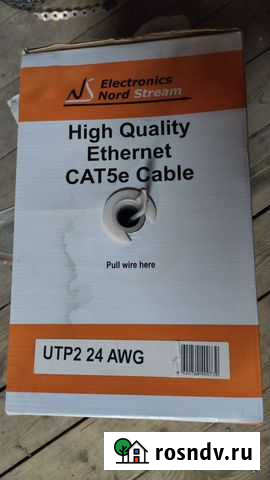 Electronics
Nord Stream
High Quality
Ethernet
CAT5e Cable
Pull wire here
UTP2 24 AWG
rosndv.ru